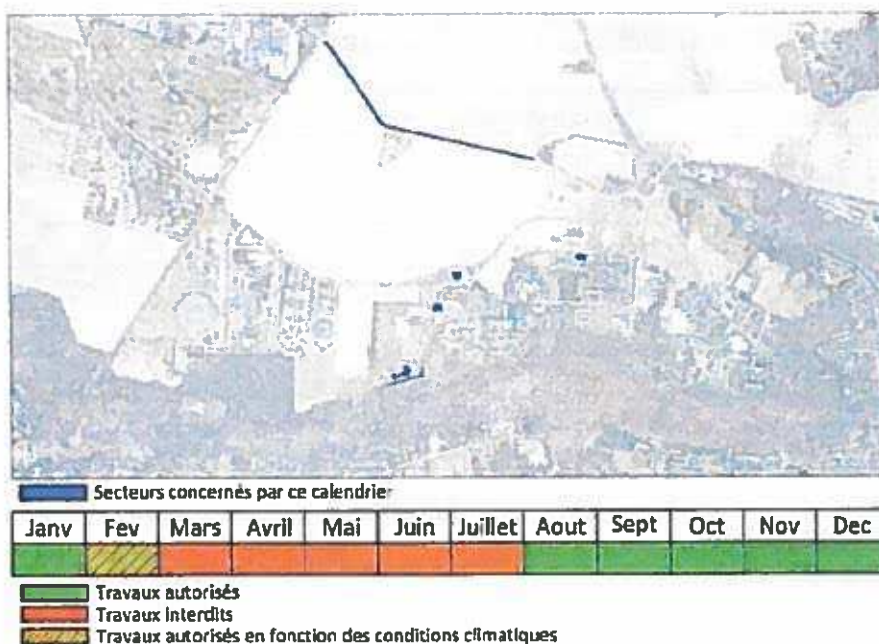 Secteurs concernés par ce calendrier
Janv Fev Mars Avril Mai Juin Juillet Aout Sept Oct Nov Dec
Travaux autorisés
Travaux interdits
Travaux autorisés en fonction des conditions climatiques